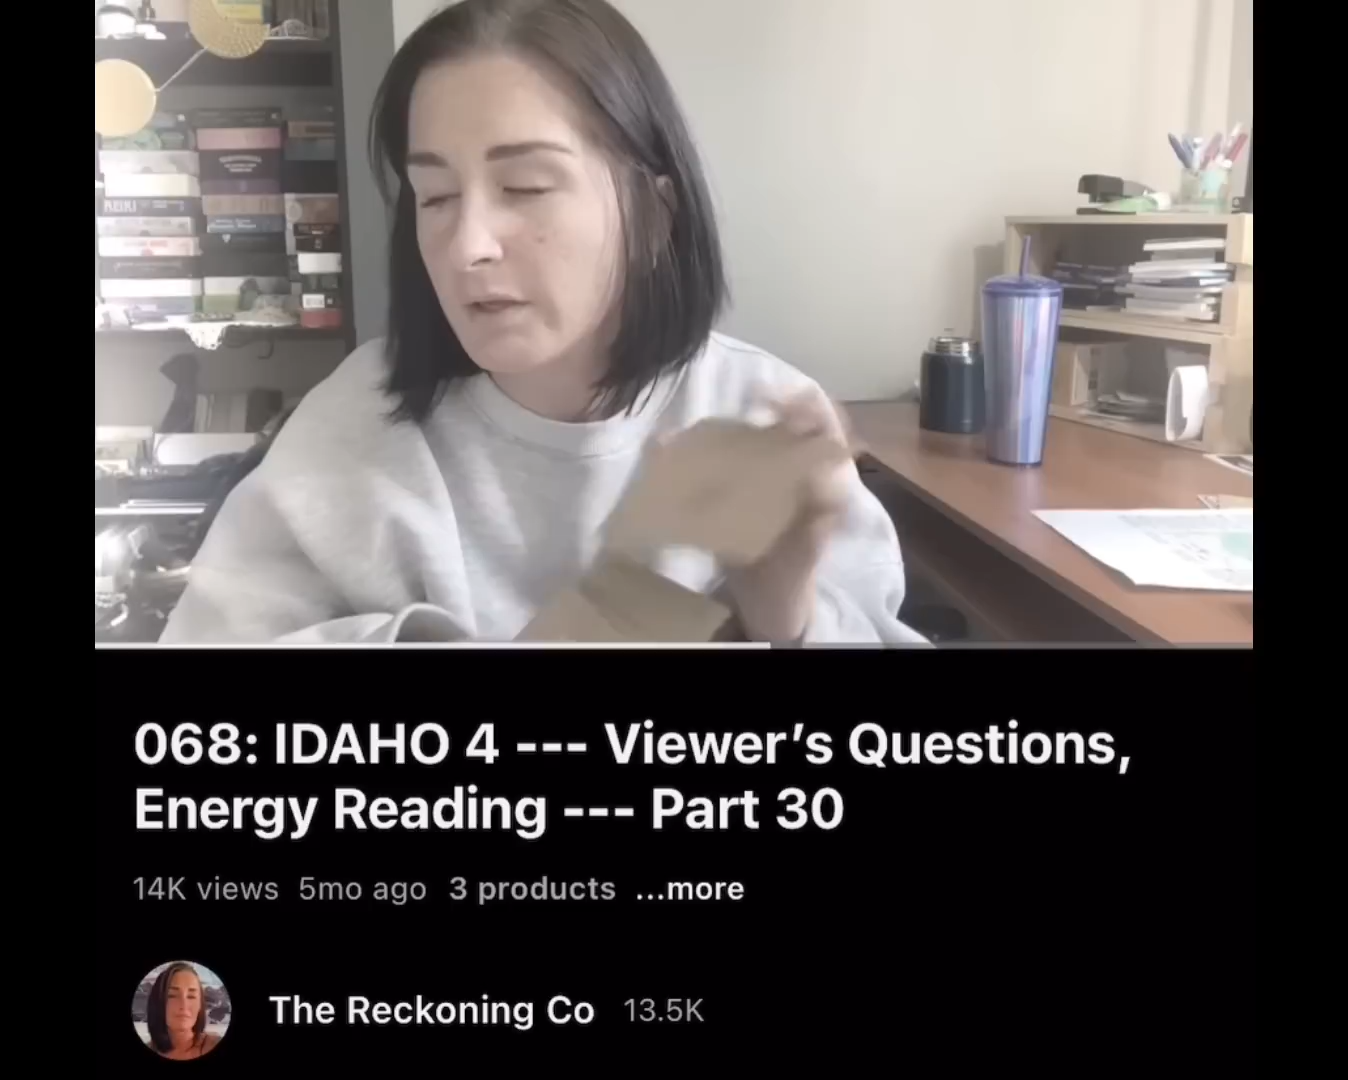 REIKI
068: IDAHO 4 --- Viewer’s Questions,
Energy Reading --- Part 30
14K views 5mo ago 3 products ...more
The Reckoning Co 13.5K